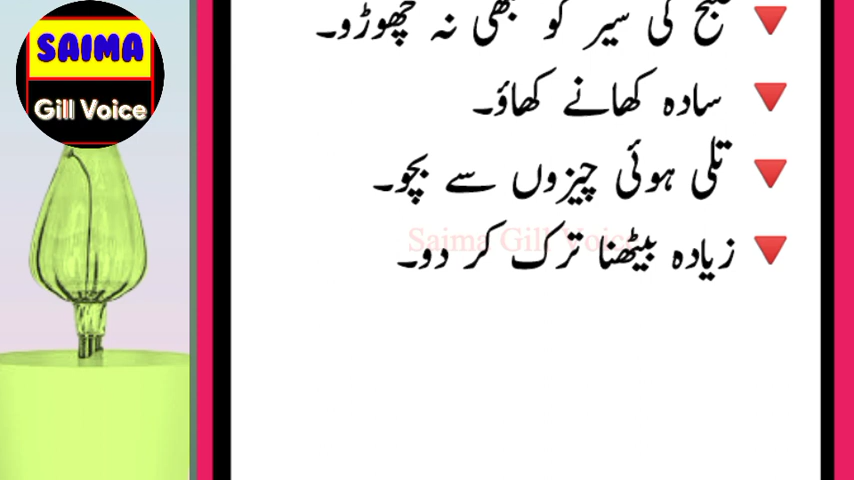 SAIMA
Gill Voice
صبح کی سیر کو کبھی نہ چھوڑو۔
سادہ کھانے کھاؤ۔
تلی ہوئی چیزوں سے بچو۔
زیادہ بیٹھنا ترک کر دو۔
Saima Gill Voice